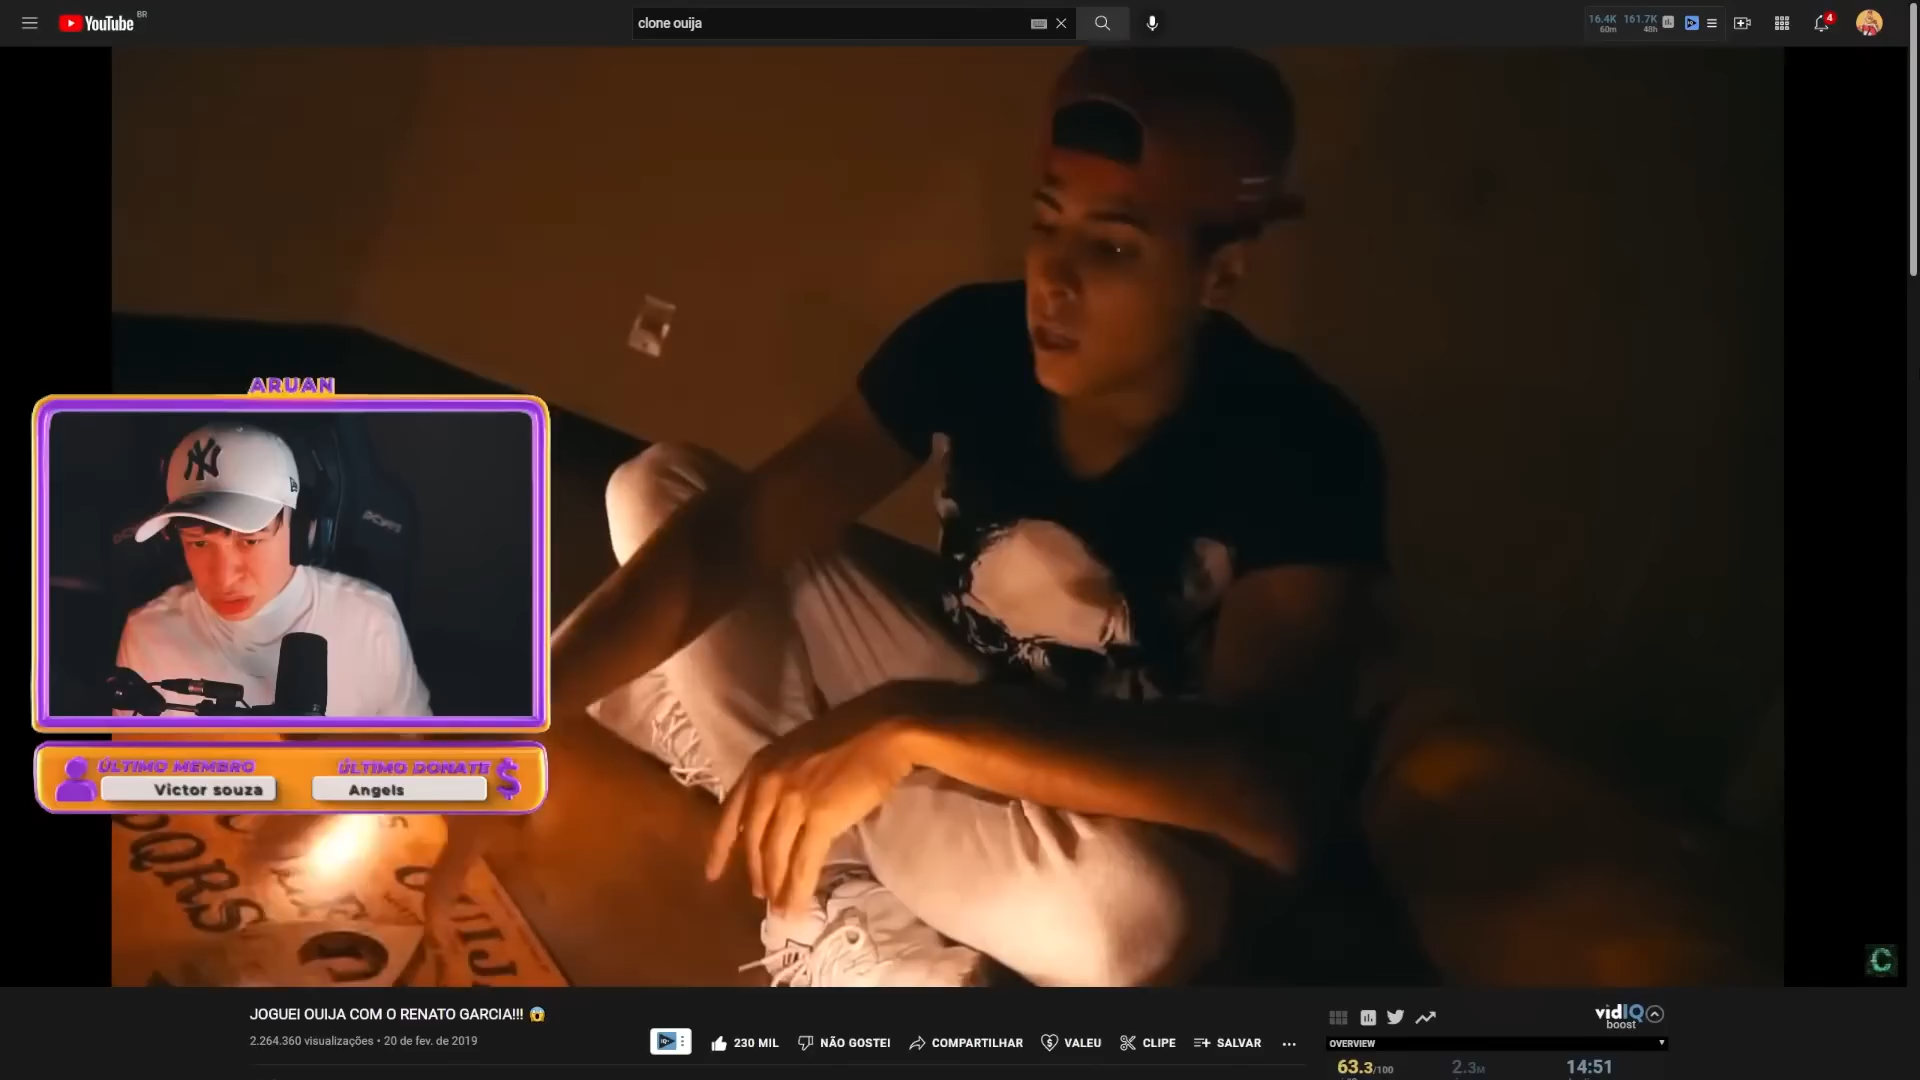 YouTube BR
clone ouija
16.4K 60m
161.7K 48h
4
ARUAN
NY
ÚLTIMO MEMBRO
Victor souza
ÚLTIMO DONATE $
Angels
PQRS
C
JOGUEI OUIJA COM O RENATO GARCIA!!! 😱
2.264.360 visualizações • 20 de fev. de 2019
230 MIL
NÃO GOSTEI
COMPARTILHAR
VALEU
CLIPE
SALVAR
vidIQ
boost
OVERVIEW
63.3/100
2.3M
14:51